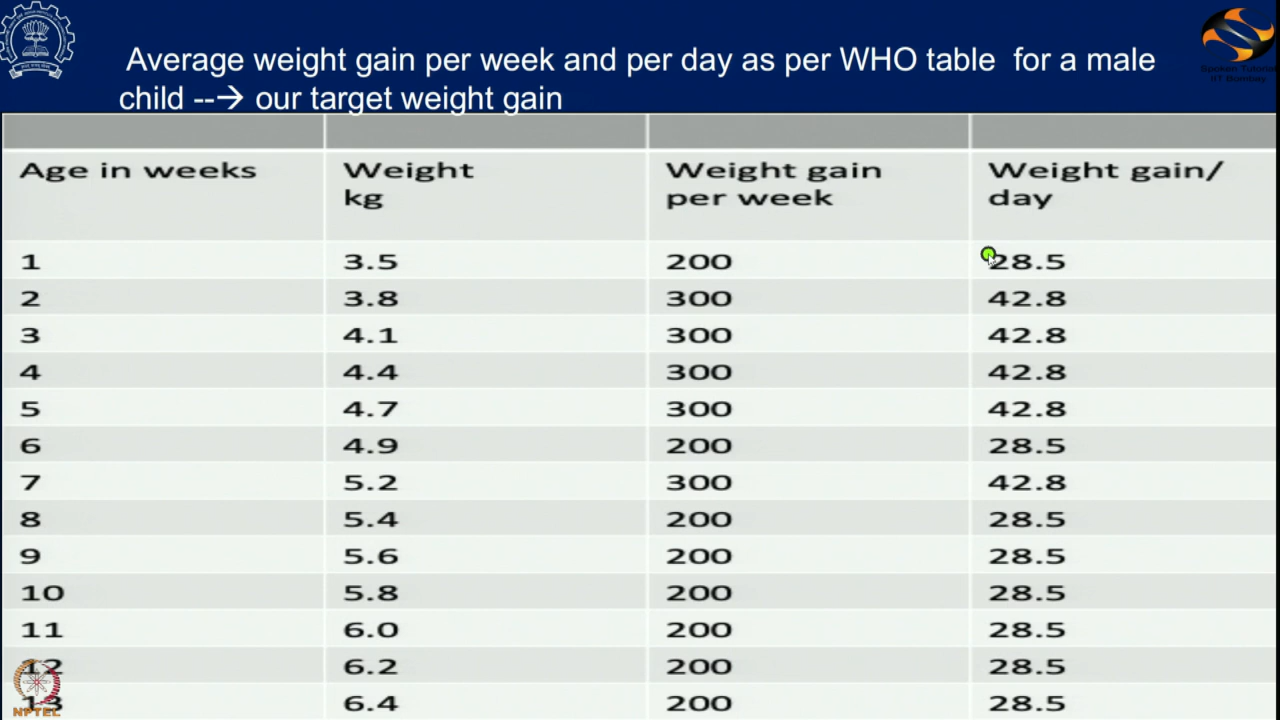 Average weight gain per week and per day as per WHO table for a male
child --→ our target weight gain
Spoken Tutorial
IIT Bombay
Age in weeks Weight kg Weight gain per week Weight gain/ day
1 3.5 200 28.5
2 3.8 300 42.8
3 4.1 300 42.8
4 4.4 300 42.8
5 4.7 300 42.8
6 4.9 200 28.5
7 5.2 300 42.8
8 5.4 200 28.5
9 5.6 200 28.5
10 5.8 200 28.5
11 6.0 200 28.5
12 6.2 200 28.5
13 6.4 200 28.5
NPTEL